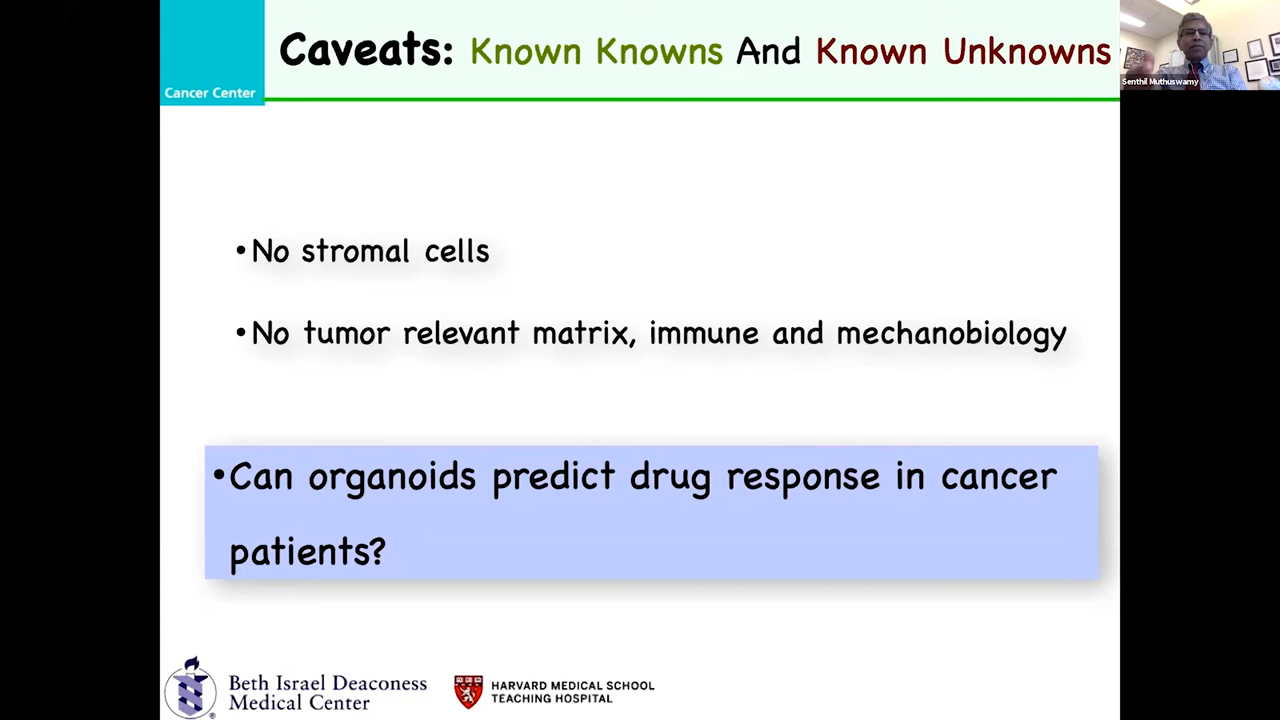 Caveats: Known Knowns And Known Unknowns
Senthil Muthuswamy
Cancer Center
•No stromal cells
•No tumor relevant matrix, immune and mechanobiology
•Can organoids predict drug response in cancer
patients?
Beth Israel Deaconess
Medical Center
HARVARD MEDICAL SCHOOL
TEACHING HOSPITAL